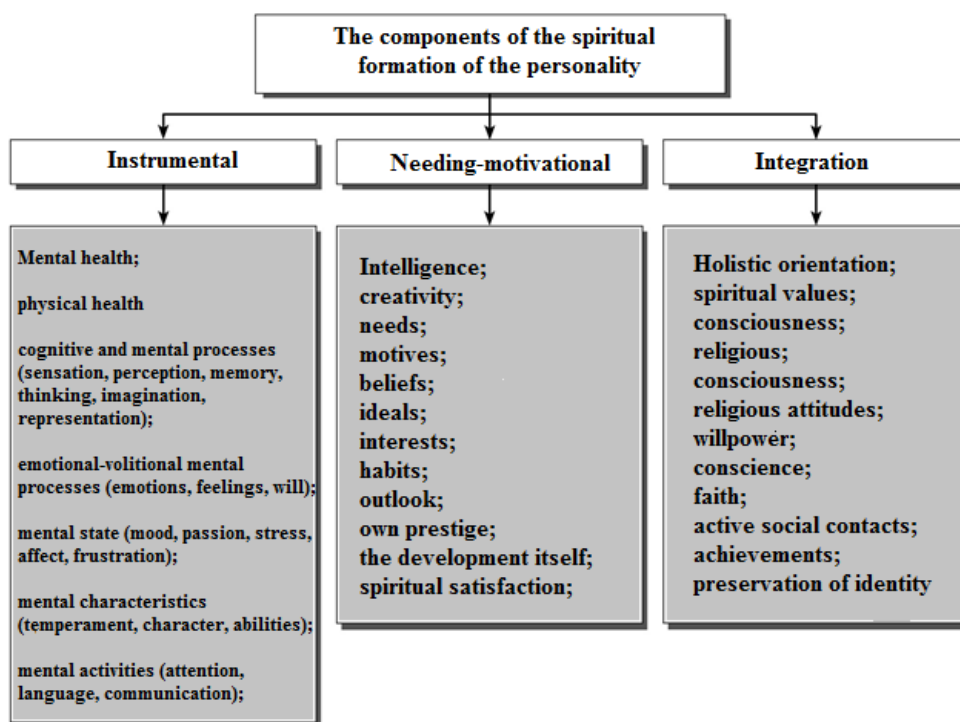 The components of the spiritual
formation of the personality
Instrumental
Needing-motivational
Integration
Mental health;
physical health
cognitive and mental processes
(sensation, perception, memory,
thinking, imagination,
representation);
emotional-volitional mental
processes (emotions, feelings, will);
mental state (mood, passion, stress,
affect, frustration);
mental characteristics
(temperament, character, abilities);
mental activities (attention,
language, communication);
Intelligence;
creativity;
needs;
motives;
beliefs;
ideals;
interests;
habits;
outlook;
own prestige;
the development itself;
spiritual satisfaction;
Holistic orientation;
spiritual values;
consciousness;
religious;
consciousness;
religious attitudes;
willpower;
conscience;
faith;
active social contacts;
achievements;
preservation of identity